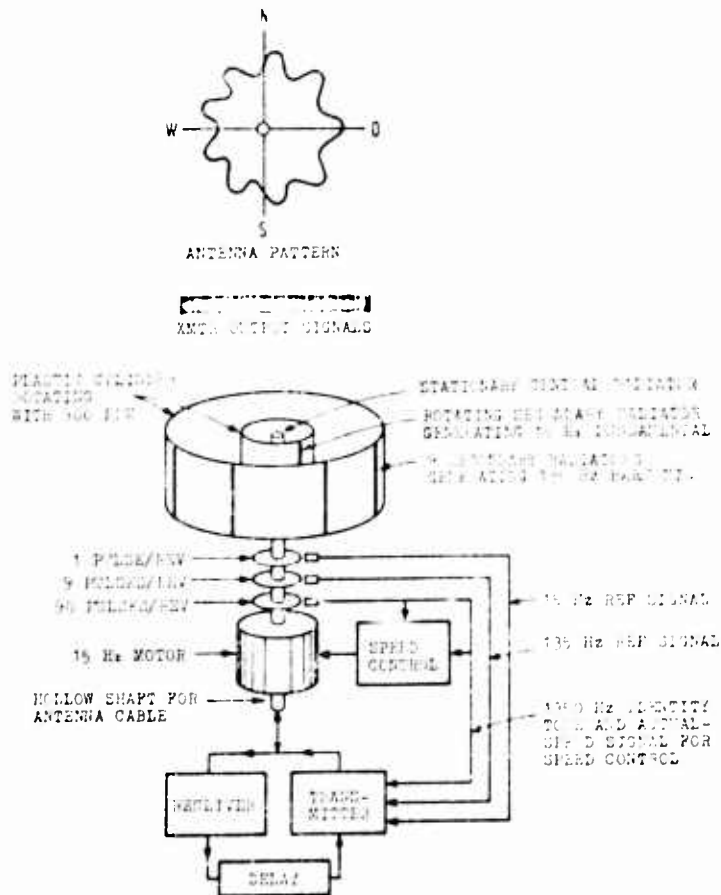 N
W
O
S
ANTENNA PATTERN
XMTR OUTPUT SIGNALS
PLASTIC CYLINDER
ROTATING
WITH 900
STATIONARY CENTRAL RADIATOR
ROTATING SECONDARY RADIATOR
GENERATING 15 Hz FUNDAMENTAL
9 SECONDARY RADIATORS
GENERATING 135 Hz
1 PULSE/REV
9 PULSES/REV
90 PULSES/REV
15 Hz REF SIGNAL
15 Hz MOTOR
SPEED
CONTROL
135 Hz REF SIGNAL
HOLLOW SHAFT FOR
ANTENNA CABLE
1350 Hz IDENTITY
TONE AND ACTUAL-
SPEED SIGNAL FOR
SPEED CONTROL
RECEIVER
TRANS-
MITTER
DELAY